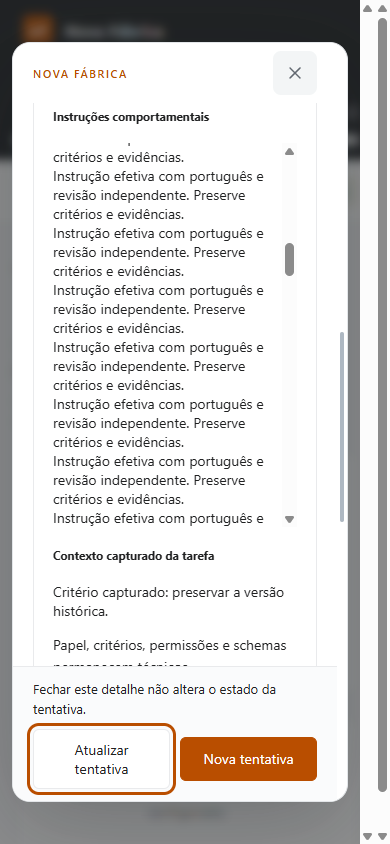 NOVA FÁBRICA
Instruções comportamentais
critérios e evidências.
Instrução efetiva com português e
revisão independente. Preserve
critérios e evidências.
Instrução efetiva com português e
revisão independente. Preserve
critérios e evidências.
Instrução efetiva com português e
revisão independente. Preserve
critérios e evidências.
Instrução efetiva com português e
revisão independente. Preserve
critérios e evidências.
Instrução efetiva com português e
revisão independente. Preserve
critérios e evidências.
Instrução efetiva com português e
revisão independente. Preserve
critérios e evidências.
Instrução efetiva com português e
Contexto capturado da tarefa
Critério capturado: preservar a versão
histórica.
Papel, critérios, permissões e schemas
permanecem técnicos.
Fechar este detalhe não altera o estado da
tentativa.
Atualizar
tentativa
Nova tentativa